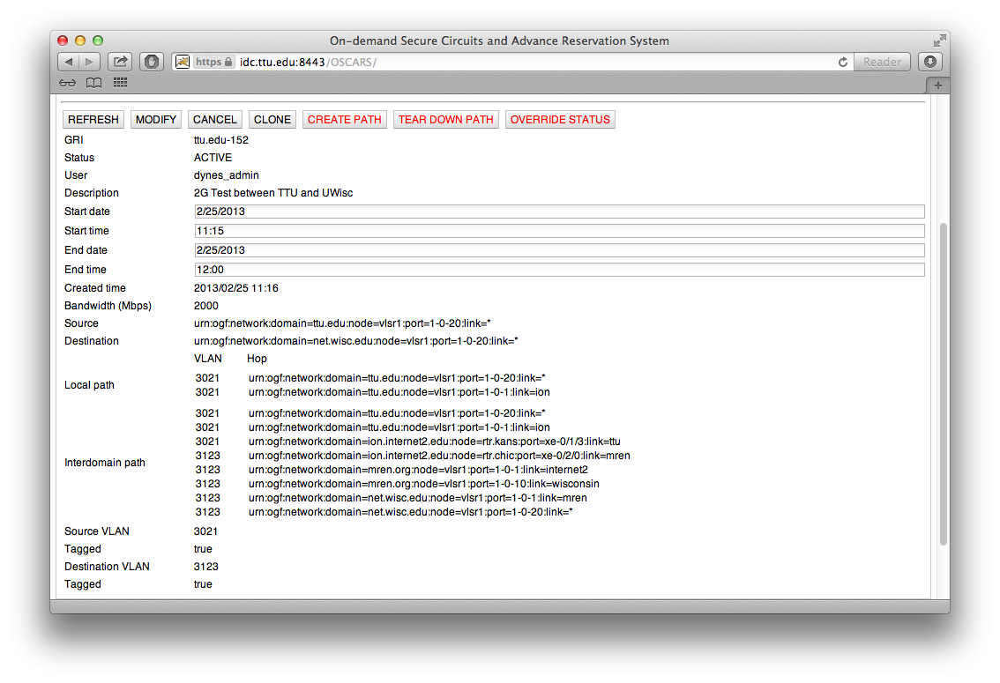 On-demand Secure Circuits and Advance Reservation System
https idc.ttu.edu:8443/OSCARS/ Reader
REFRESH MODIFY CANCEL CLONE CREATE PATH TEAR DOWN PATH OVERRIDE STATUS
GRI ttu.edu-152
Status ACTIVE
User dynes_admin
Description 2G Test between TTU and UWisc
Start date 2/25/2013
Start time 11:15
End date 2/25/2013
End time 12:00
Created time 2013/02/25 11:16
Bandwidth (Mbps) 2000
Source urn:ogf:network:domain=ttu.edu:node=vlsr1:port=1-0-20:link=*
Destination urn:ogf:network:domain=net.wisc.edu:node=vlsr1:port=1-0-20:link=*
VLAN Hop
Local path
3021 urn:ogf:network:domain=ttu.edu:node=vlsr1:port=1-0-20:link=*
3021 urn:ogf:network:domain=ttu.edu:node=vlsr1:port=1-0-1:link=ion
Interdomain path
3021 urn:ogf:network:domain=ttu.edu:node=vlsr1:port=1-0-20:link=*
3021 urn:ogf:network:domain=ttu.edu:node=vlsr1:port=1-0-1:link=ion
3021 urn:ogf:network:domain=ion.internet2.edu:node=rtr.kans:port=xe-0/1/3:link=ttu
3123 urn:ogf:network:domain=ion.internet2.edu:node=rtr.chic:port=xe-0/2/0:link=mren
3123 urn:ogf:network:domain=mren.org:node=vlsr1:port=1-0-1:link=internet2
3123 urn:ogf:network:domain=mren.org:node=vlsr1:port=1-0-10:link=wisconsin
3123 urn:ogf:network:domain=net.wisc.edu:node=vlsr1:port=1-0-1:link=mren
3123 urn:ogf:network:domain=net.wisc.edu:node=vlsr1:port=1-0-20:link=*
Source VLAN 3021
Tagged true
Destination VLAN 3123
Tagged true